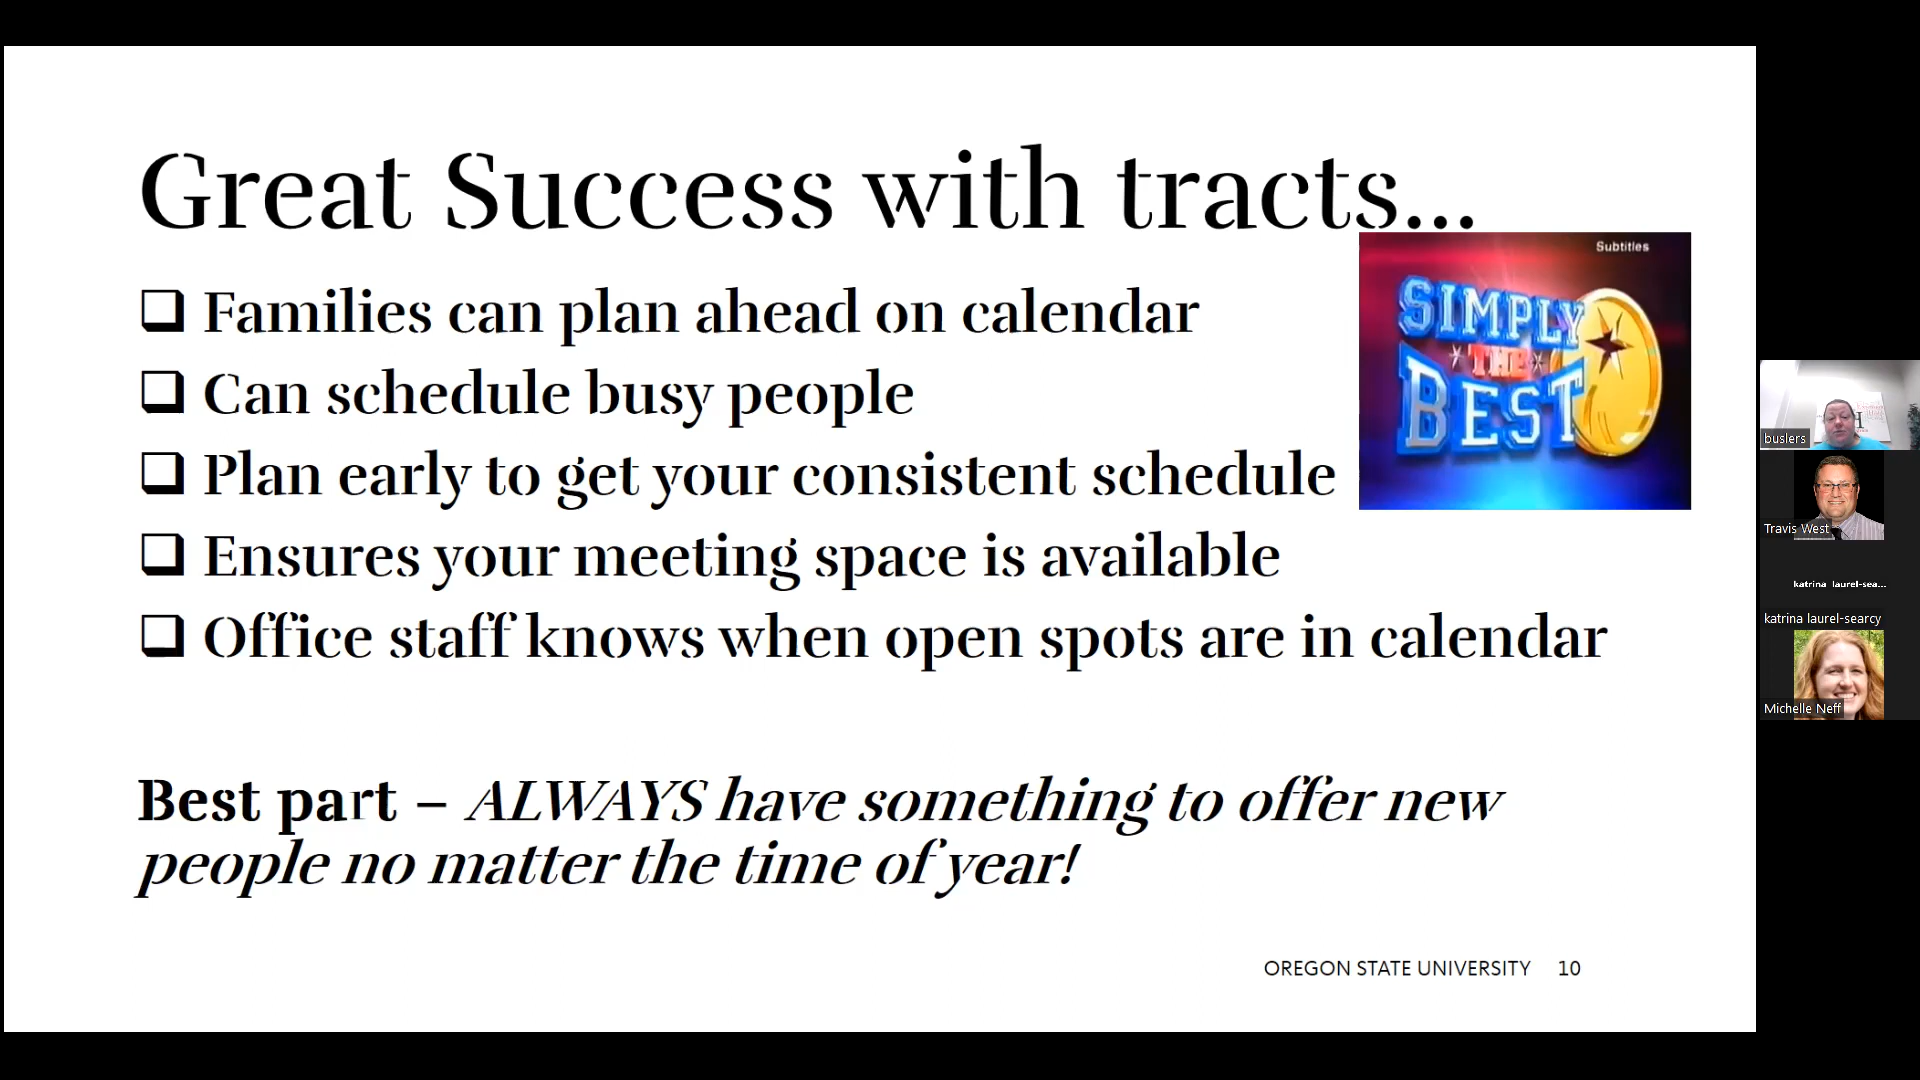 Great Success with tracts...
Subtitles
SIMPLY
THE
BEST
❑ Families can plan ahead on calendar
❑ Can schedule busy people
❑ Plan early to get your consistent schedule
❑ Ensures your meeting space is available
❑ Office staff knows when open spots are in calendar
Best part – ALWAYS have something to offer new
people no matter the time of year!
OREGON STATE UNIVERSITY 10
buslers
Travis West
katrina laurel-sea...
katrina laurel-searcy
Michelle Neff